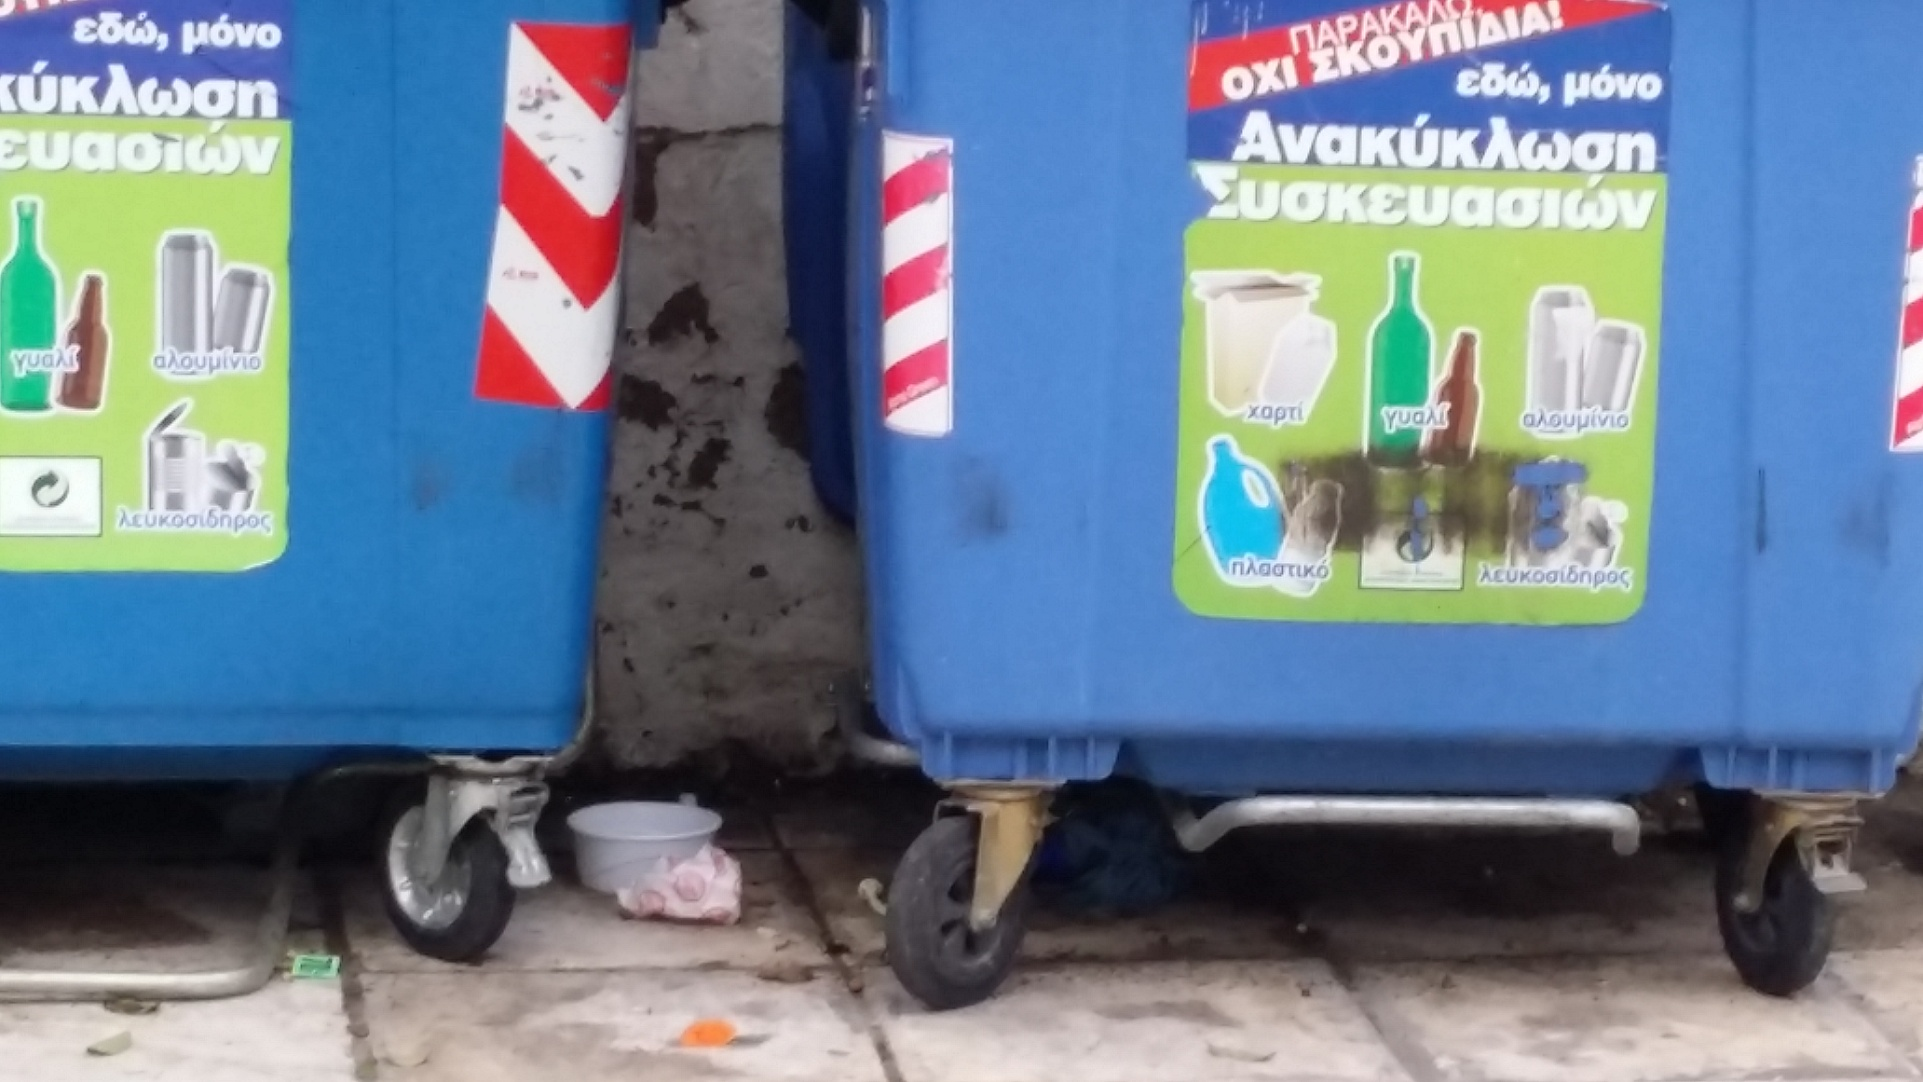 εδώ, μόνο
κύκλωση
ευασιών
γυαλί
αλουμίνιο
λευκοσίδηρος
ΠΑΡΑΚΑΛΩ,
ΟΧΙ ΣΚΟΥΠΙΔΙΑ!
εδώ, μόνο
Ανακύκλωση
Συσκευασιών
χαρτί
γυαλί
αλουμίνιο
πλαστικό
λευκοσίδηρος